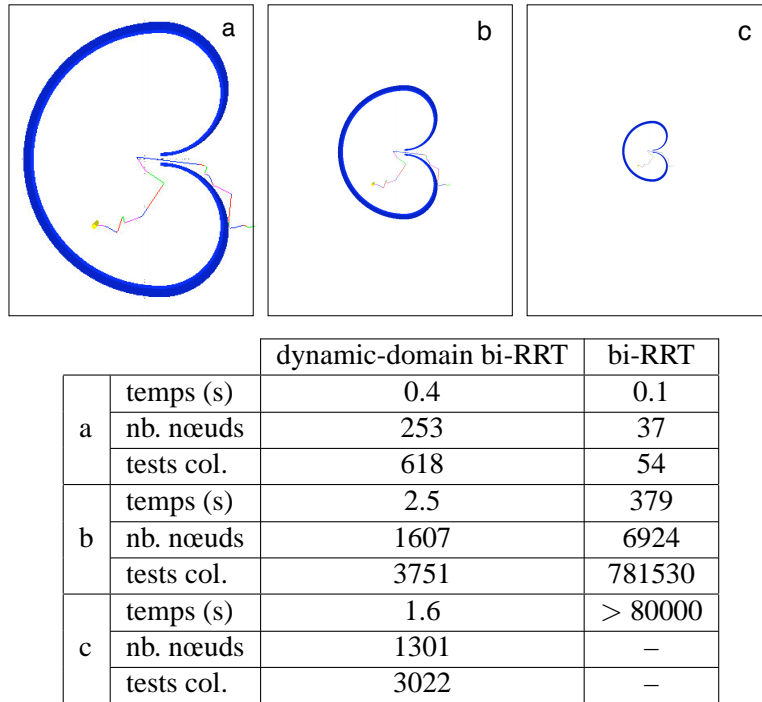 a
b
c
dynamic-domain bi-RRT bi-RRT
a
temps (s) 0.4 0.1
nb. nœuds 253 37
tests col. 618 54
b
temps (s) 2.5 379
nb. nœuds 1607 6924
tests col. 3751 781530
c
temps (s) 1.6 > 80000
nb. nœuds 1301 –
tests col. 3022 –